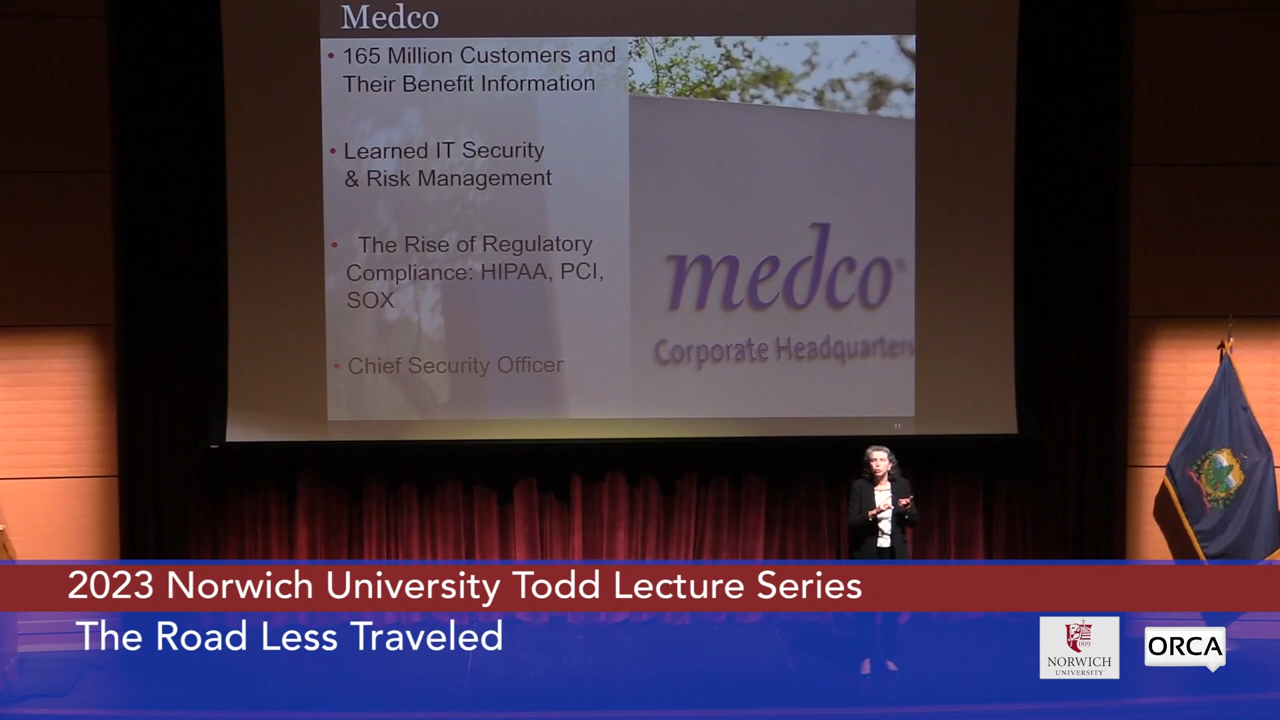 Medco
• 165 Million Customers and
Their Benefit Information
• Learned IT Security
& Risk Management
• The Rise of Regulatory
Compliance: HIPAA, PCI,
SOX
• Chief Security Officer
medco
Corporate Headquarters
11
2023 Norwich University Todd Lecture Series
The Road Less Traveled
1819
NORWICH
UNIVERSITY
ORCA